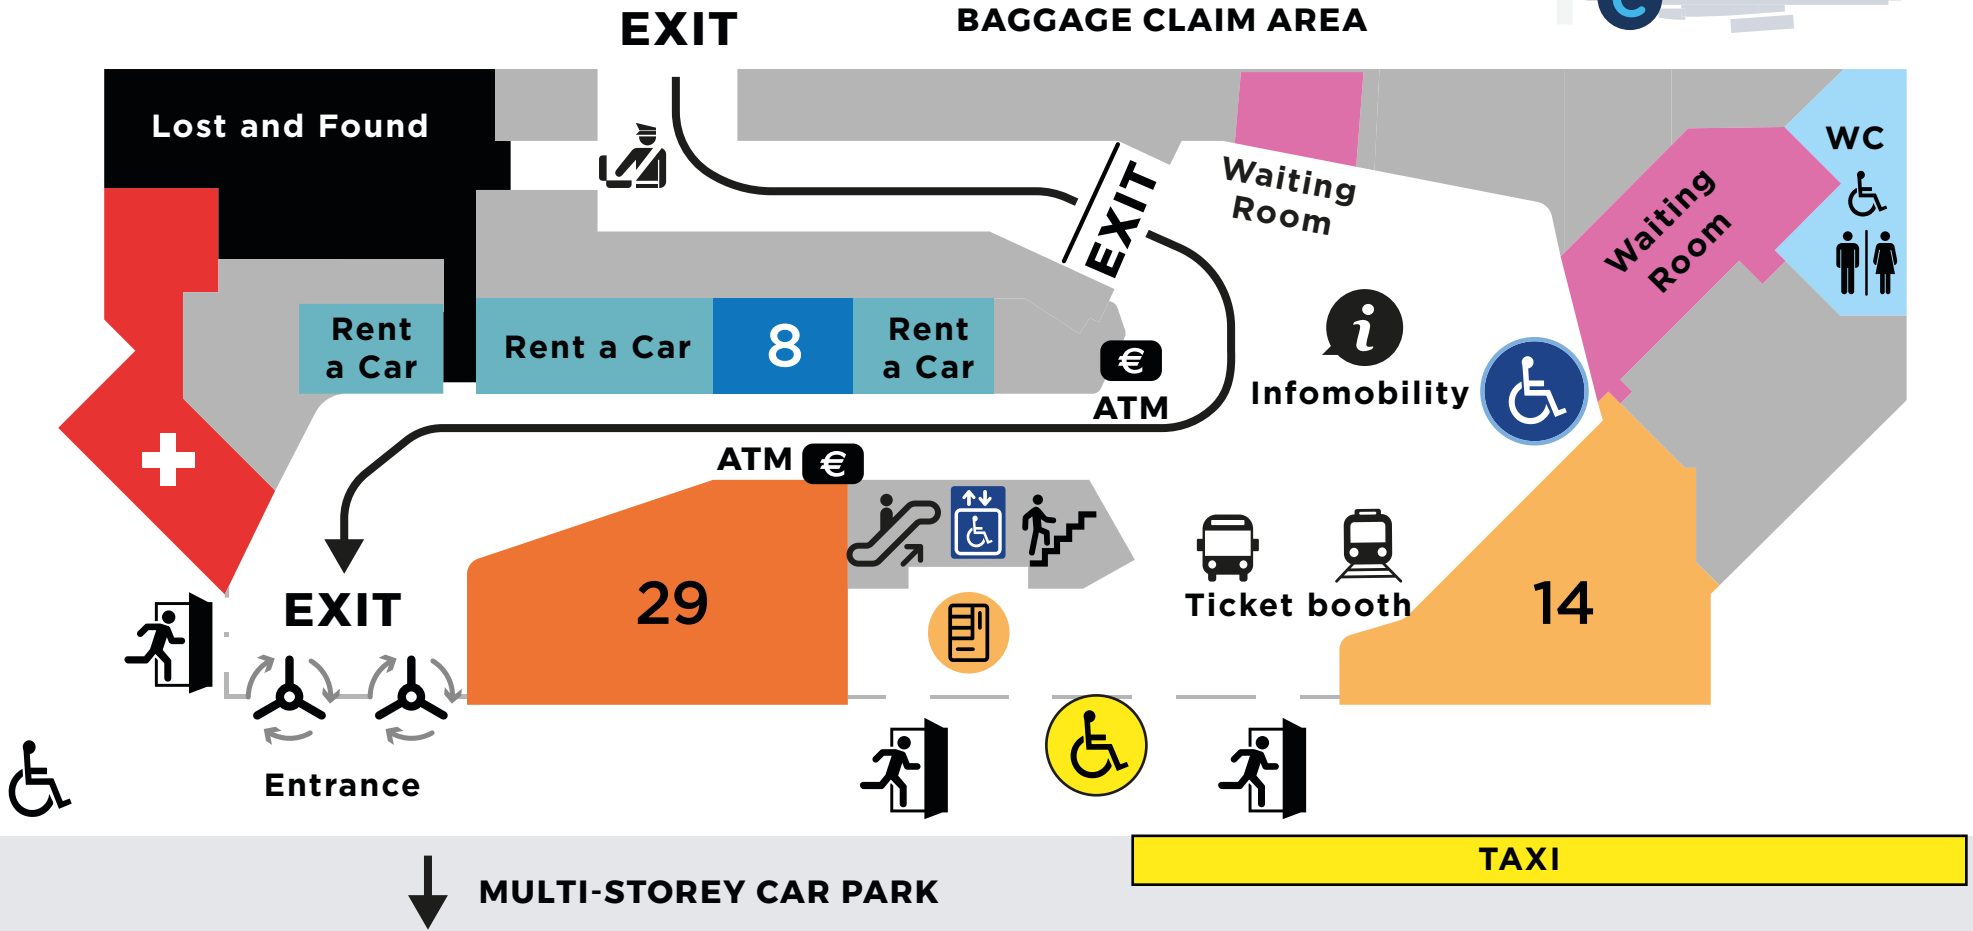 EXIT
BAGGAGE CLAIM AREA
C
Lost and Found
WC
EXIT
Waiting
Room
Waiting
Room
Rent
a Car
Rent a Car
8
Rent
a Car
€
ATM
i
Infomobility
ATM €
29
14
Ticket booth
EXIT
Entrance
TAXI
MULTI-STOREY CAR PARK